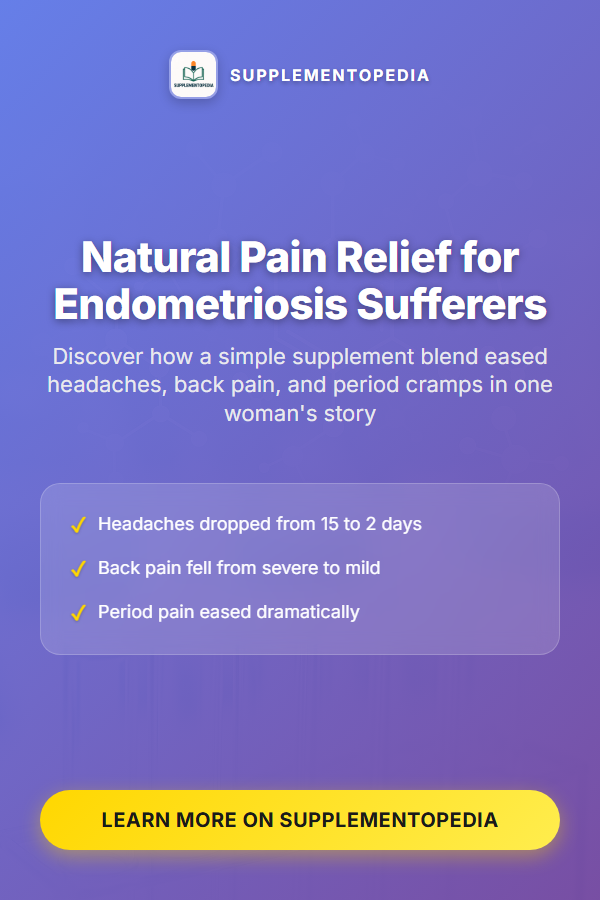 SUPPLEMENTOPEDIA
SUPPLEMENTOPEDIA
Natural Pain Relief for
Endometriosis Sufferers
Discover how a simple supplement blend eased
headaches, back pain, and period cramps in one
woman's story
Headaches dropped from 15 to 2 days
Back pain fell from severe to mild
Period pain eased dramatically
LEARN MORE ON SUPPLEMENTOPEDIA